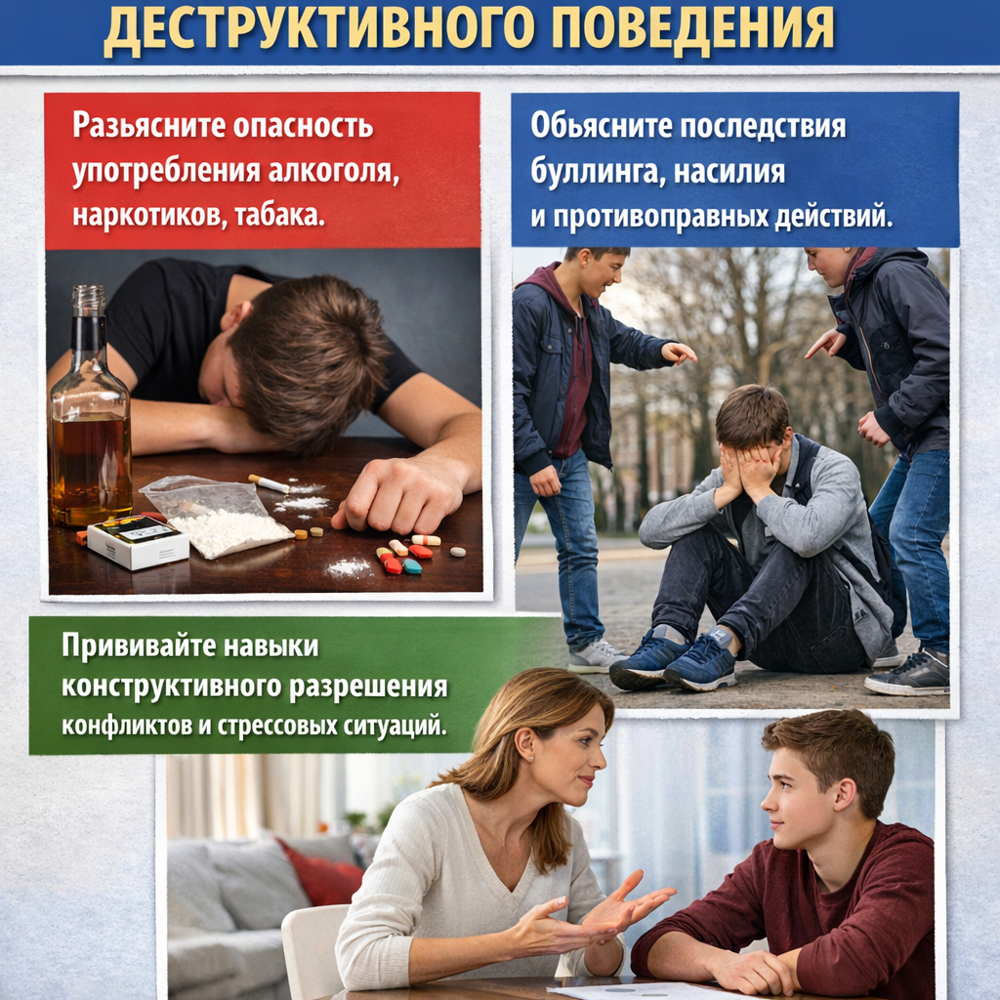 ДЕСТРУКТИВНОГО ПОВЕДЕНИЯ
Разьясните опасность
употребления алкоголя,
наркотиков, табака.
Обьясните последствия
буллинга, насилия
и противоправных действий.
Прививайте навыки
конструктивного разрешения
конфликтов и стрессовых ситуаций.